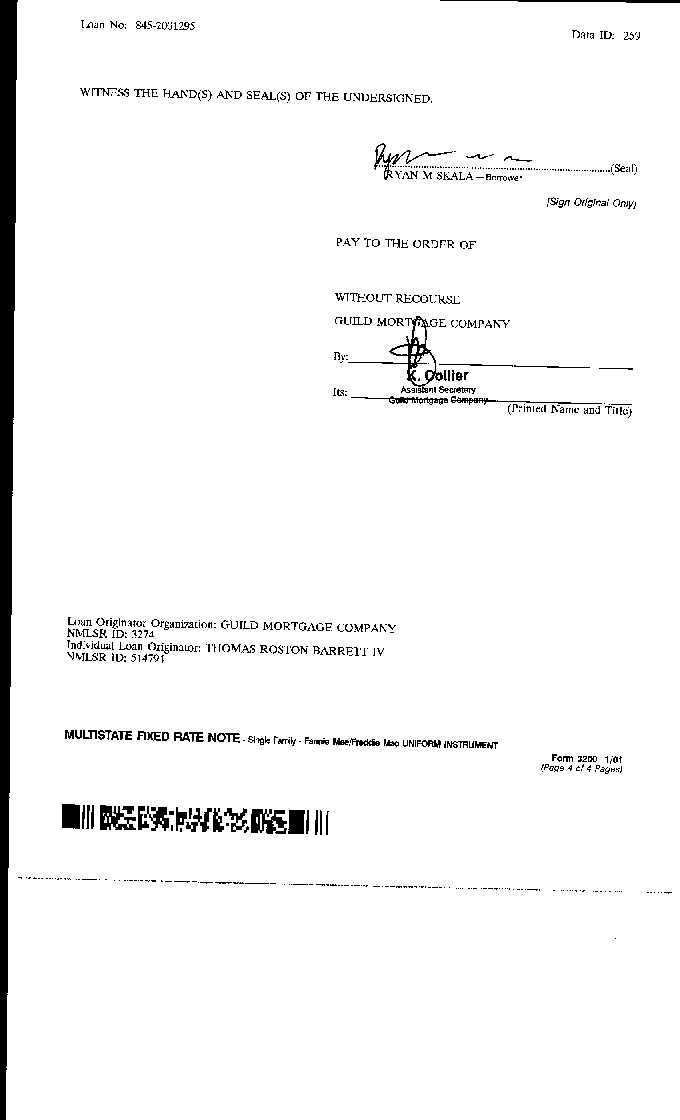 Loan No: 845-2031295
Data ID: 259
WITNESS THE HAND(S) AND SEAL(S) OF THE UNDERSIGNED.
(Seal)
RYAN M SKALA —Borrower
[Sign Original Only]
PAY TO THE ORDER OF
WITHOUT RECOURSE
GUILD MORTGAGE COMPANY
By:
K. Collier
Its:
Assistant Secretary
Guild Mortgage Company
(Printed Name and Title)
Loan Originator Organization: GUILD MORTGAGE COMPANY
NMLSR ID: 3274
Individual Loan Originator: THOMAS ROSTON BARRETT IV
NMLSR ID: 514791
MULTISTATE FIXED RATE NOTE - Single Family - Fannie Mae/Freddie Mac UNIFORM INSTRUMENT
Form 3200 1/01
(Page 4 of 4 Pages)